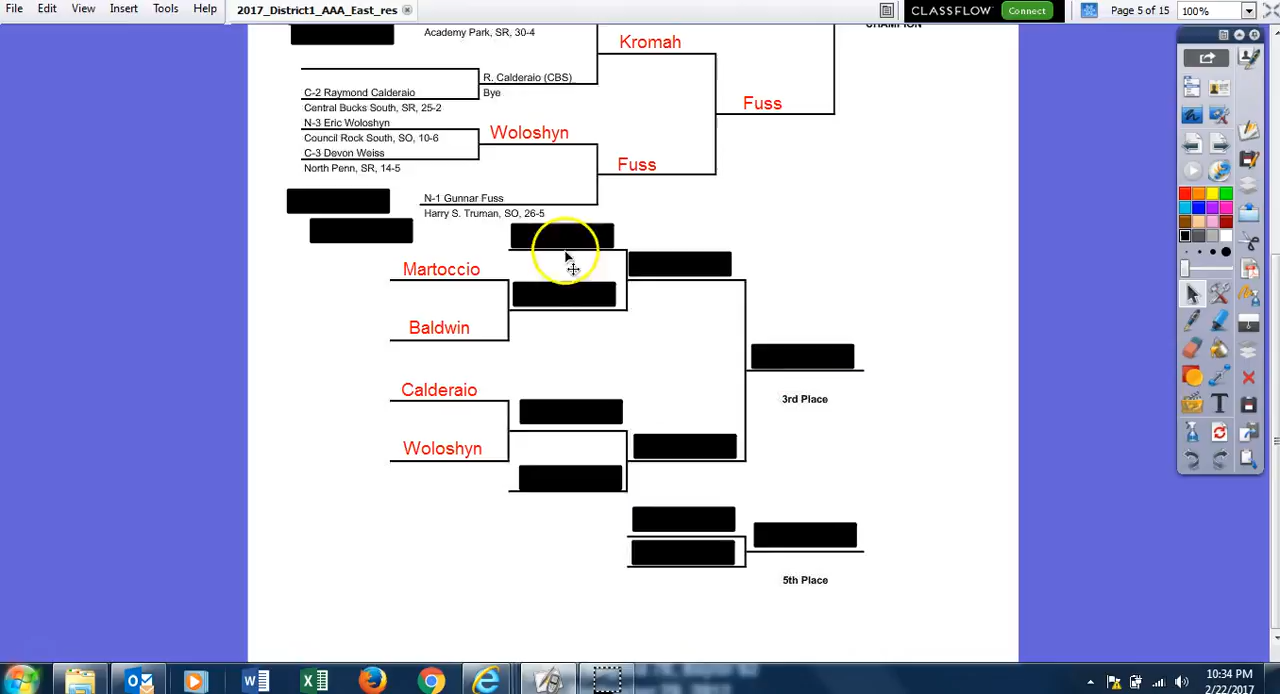 File Edit View Insert Tools Help
2017_District1_AAA_East_res
CLASSFLOW Connect
Page 5 of 15
100%
Academy Park, SR, 30-4
Kromah
CHAMPION
R. Calderaio (CBS)
C-2 Raymond Calderaio
Bye
Central Bucks South, SR, 25-2
Fuss
N-3 Eric Woloshyn
Woloshyn
Council Rock South, SO, 10-6
C-3 Devon Weiss
Fuss
North Penn, SR, 14-5
N-1 Gunnar Fuss
Harry S. Truman, SO, 26-5
Martoccio
Baldwin
Calderaio
3rd Place
Woloshyn
5th Place
10:34 PM
2/22/2017